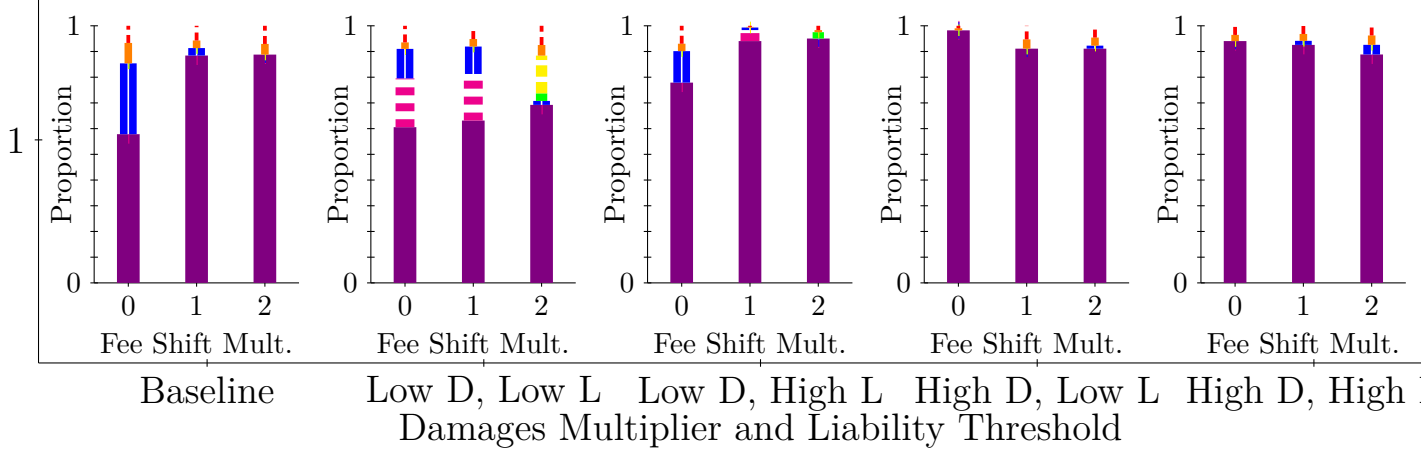 1 1 1 1 1
Proportion Proportion Proportion Proportion Proportion
1
0 0 0 0 0
0 1 2 0 1 2 0 1 2 0 1 2 0 1 2
Fee Shift Mult. Fee Shift Mult. Fee Shift Mult. Fee Shift Mult. Fee Shift Mult.
Baseline Low D, Low L Low D, High L High D, Low L High D, High
Damages Multiplier and Liability Threshold